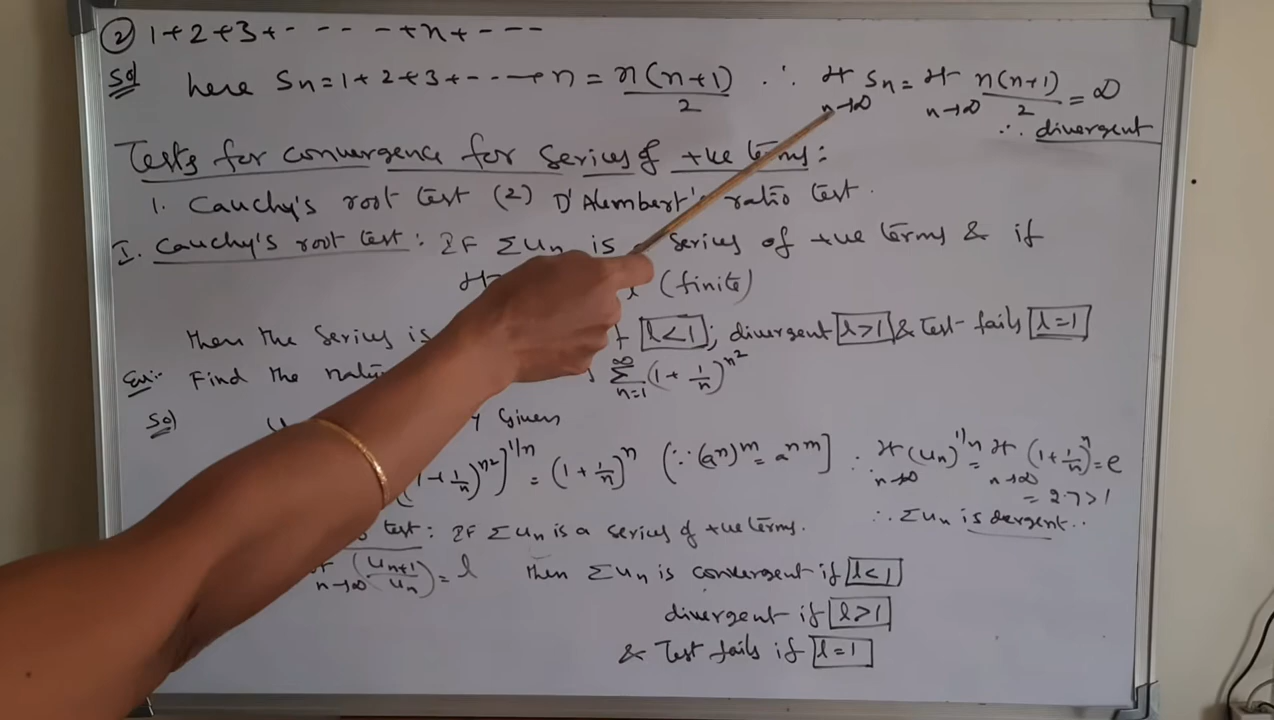 ② 1+2+3+- - - - -+n+- - -
Sol here Sn=1+2+3+- - - -+n = n(n+1)/2 ∴ Lt n→∞ Sn = Lt n→∞ n(n+1)/2 = ∞
∴ divergent
Tests for convergence for series of +ve terms:
1. Cauchy's root test (2) D'Alembert's ratio test.
I. Cauchy's root test: If Σun is series of +ve terms & if
Lt l (finite)
then the series is l<1; divergent l>1 & test fails l=1
Ex:- Find the ∑ n=1 ∞ (1+1/n)^n²
Sol Given
(1+1/n)^n²)^1/n = (1+1/n)^n (∵ (a^n)^m = a^nm] ∴ Lt n→∞ (un)^1/n = Lt n→∞ (1+1/n)^n = e
= 2.7>1
∴ Σun is dergent..
test: If Σun is a series of +ve terms.
n→∞ (un+1/un) = l then Σun is convergent if l<1
divergent if l>1
& Test fails if l=1